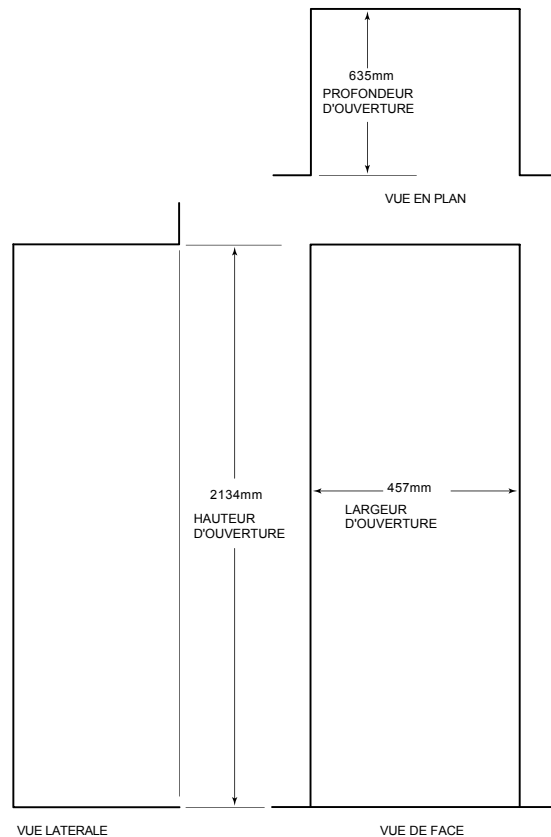 635mm
PROFONDEUR
D'OUVERTURE
VUE EN PLAN
2134mm
HAUTEUR
D'OUVERTURE
457mm
LARGEUR
D'OUVERTURE
VUE LATERALE
VUE DE FACE